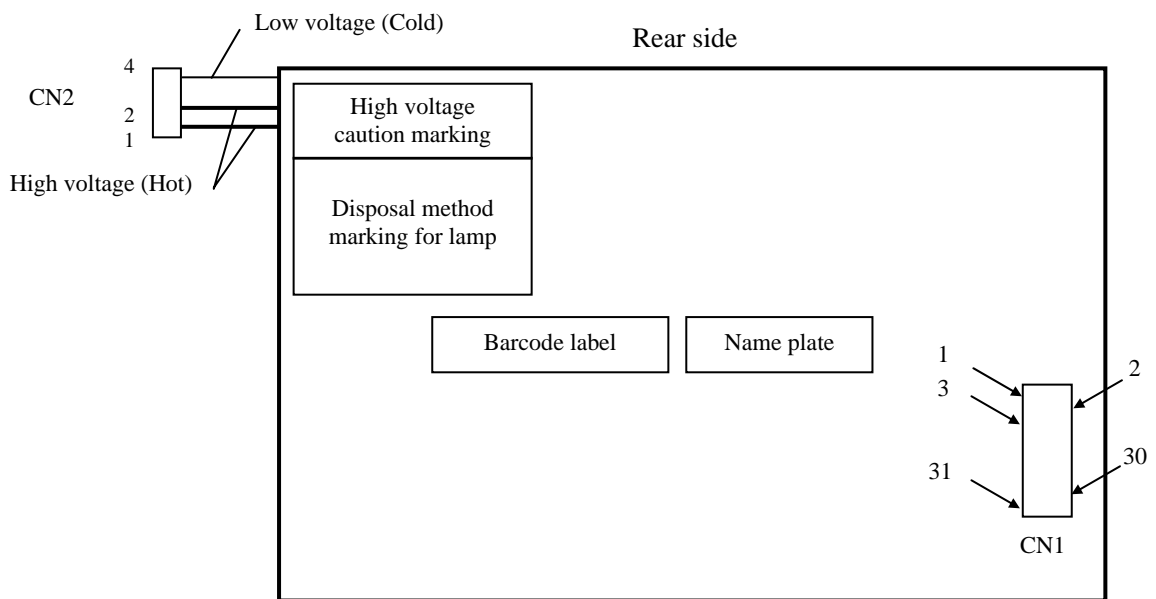 Low voltage (Cold)
Rear side
4
CN2
2
1
High voltage
caution marking
High voltage (Hot)
Disposal method
marking for lamp
Barcode label
Name plate
1
2
3
31
30
CN1